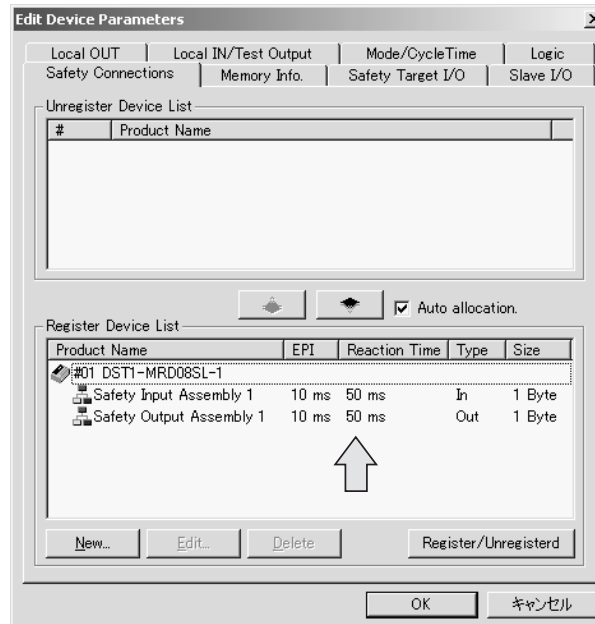 Edit Device Parameters
Local OUT Local IN/Test Output Mode/CycleTime Logic
Safety Connections Memory Info. Safety Target I/O Slave I/O
Unregister Device List
# Product Name
Auto allocation.
Register Device List
Product Name EPI Reaction Time Type Size
#01 DST1-MRD08SL-1
Safety Input Assembly 1 10 ms 50 ms In 1 Byte
Safety Output Assembly 1 10 ms 50 ms Out 1 Byte
New... Edit... Delete Register/Unregisterd
OK キャンセル